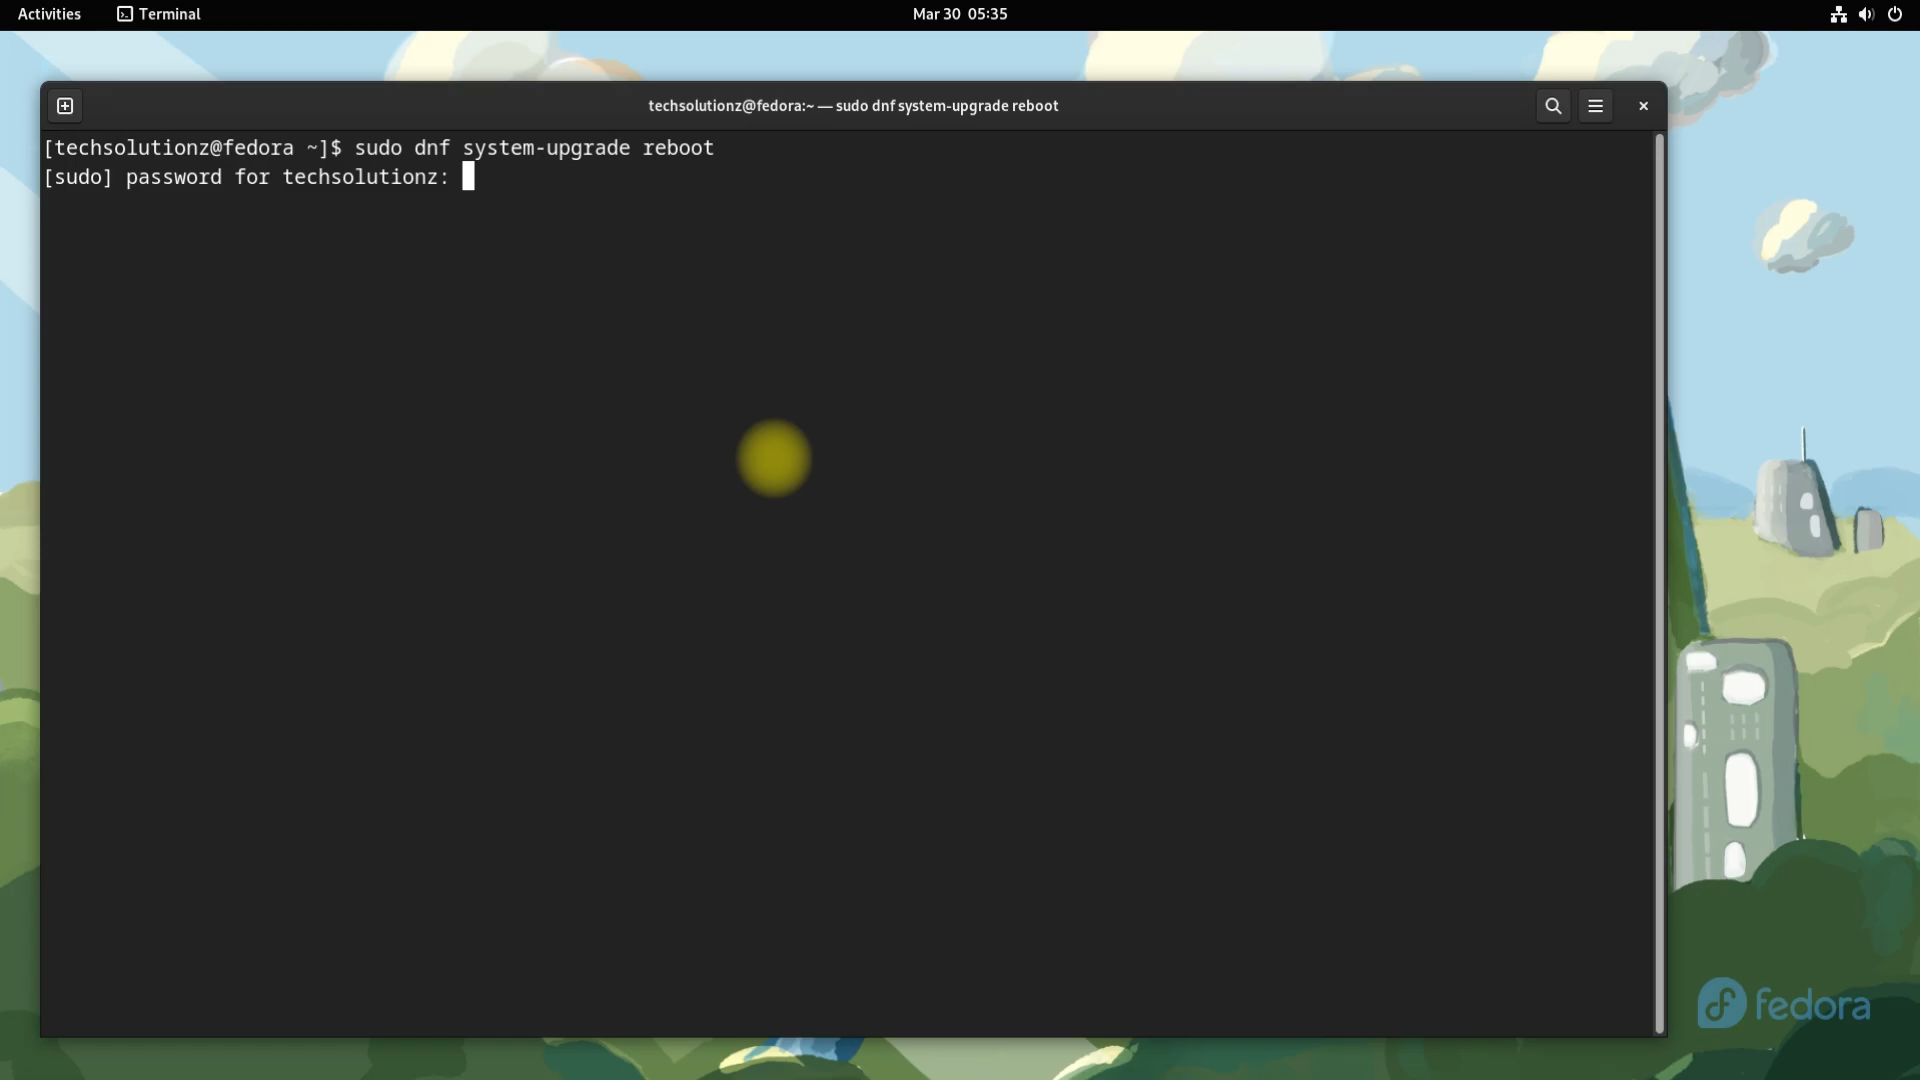 Activities
Terminal
Mar 30 05:35
techsolutionz@fedora:~ — sudo dnf system-upgrade reboot
[techsolutionz@fedora ~]$ sudo dnf system-upgrade reboot
[sudo] password for techsolutionz:
fedora